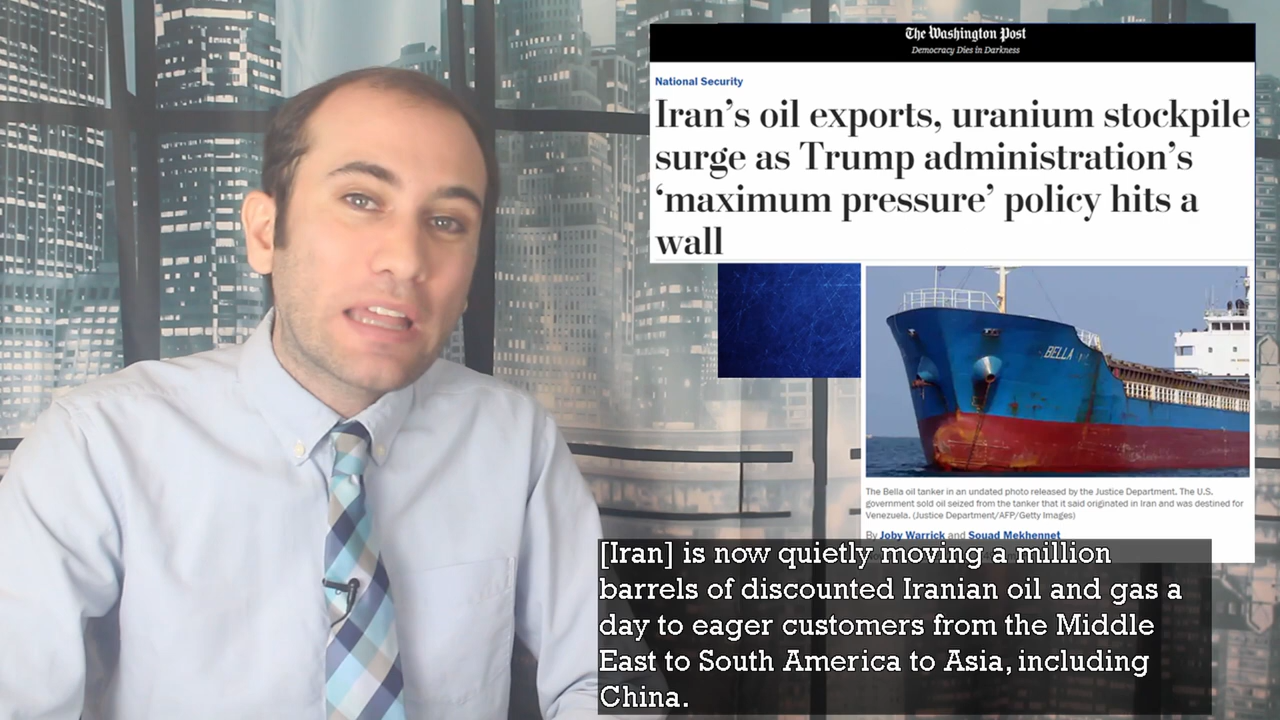 The Washington Post
Democracy Dies in Darkness
National Security
Iran's oil exports, uranium stockpile
surge as Trump administration's
'maximum pressure' policy hits a
wall
BELLA
The Bella oil tanker in an undated photo released by the Justice Department. The U.S.
government sold oil seized from the tanker that it said originated in Iran and was destined for
Venezuela. (Justice Department/AFP/Getty Images)
By Joby Warrick and Souad Mekhennet
[Iran] is now quietly moving a million
barrels of discounted Iranian oil and gas a
day to eager customers from the Middle
East to South America to Asia, including
China.